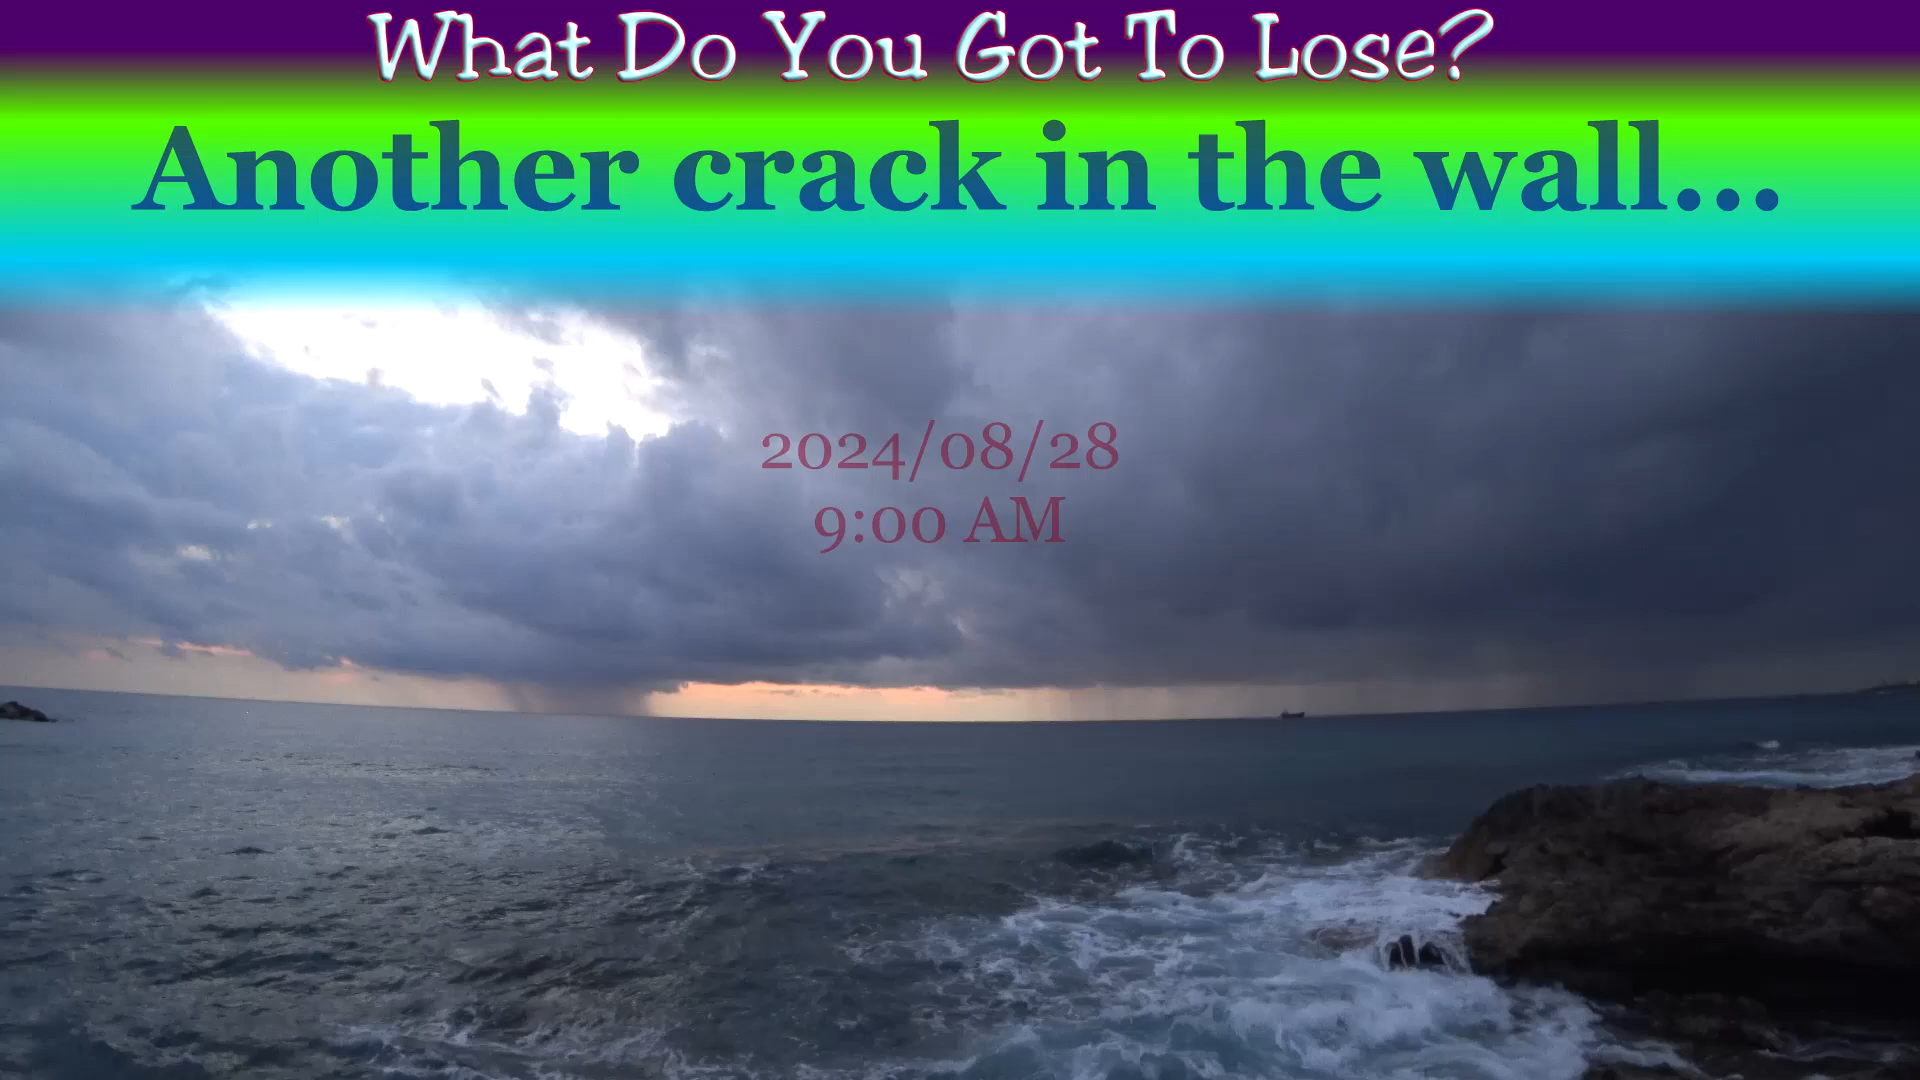 What Do You Got To Lose?
Another crack in the wall...
2024/08/28
9:00 AM